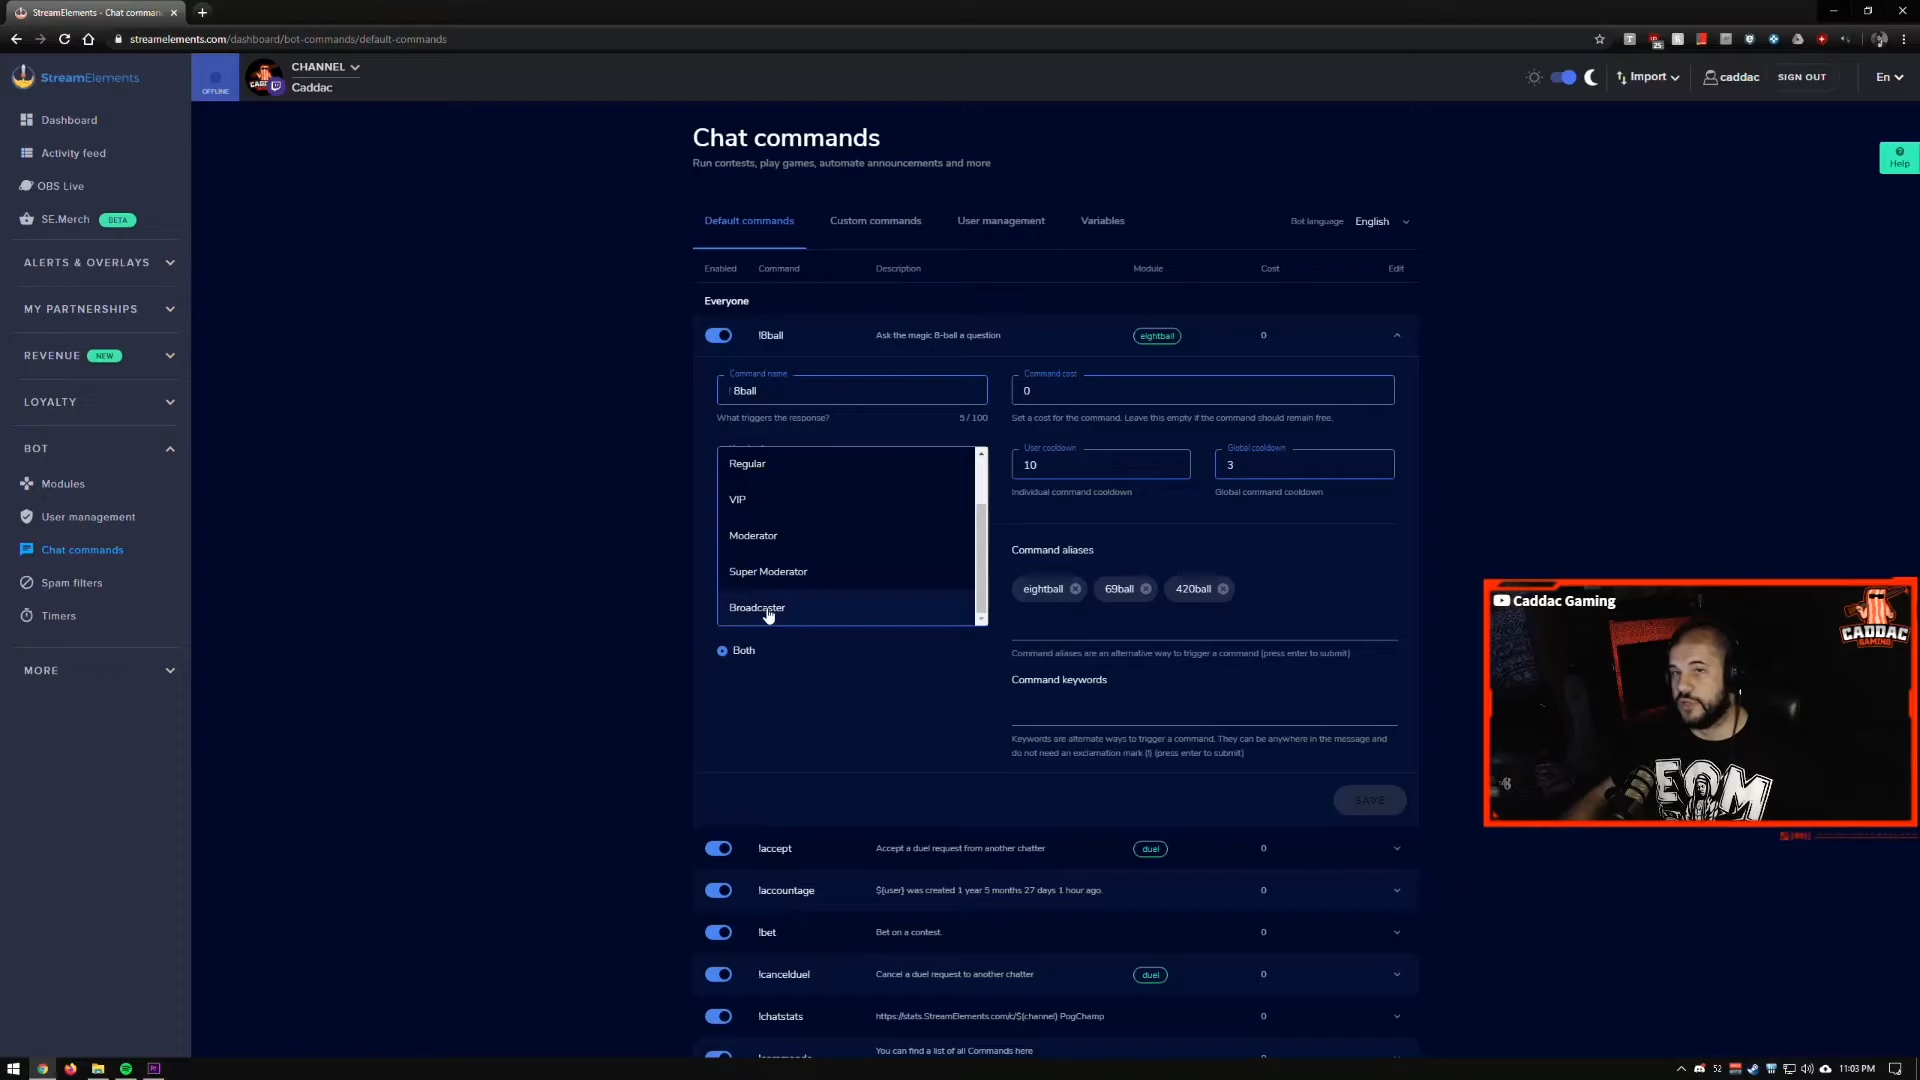 StreamElements - Chat comman
streamelements.com/dashboard/bot-commands/default-commands
25
StreamElements
OFFLINE
CHANNEL
Caddac
Import
caddac
SIGN OUT
En
Dashboard
Activity feed
OBS Live
SE.Merch BETA
ALERTS & OVERLAYS
MY PARTNERSHIPS
REVENUE NEW
LOYALTY
BOT
Modules
User management
Chat commands
Spam filters
Timers
MORE
Chat commands
Run contests, play games, automate announcements and more
Help
Default commands Custom commands User management Variables Bot language English
Enabled Command Description Module Cost Edit
Everyone
!8ball Ask the magic 8-ball a question eightball 0
Command name
! 8ball
What triggers the response? 5 / 100
Command cost
0
Set a cost for the command. Leave this empty if the command should remain free.
Regular
VIP
Moderator
Super Moderator
Broadcaster
Both
User cooldown
10
Individual command cooldown
Global cooldown
3
Global command cooldown
Command aliases
eightball 69ball 420ball
Command aliases are an alternative way to trigger a command (press enter to submit)
Command keywords
Keywords are alternate ways to trigger a command. They can be anywhere in the message and
do not need an exclamation mark (!) (press enter to submit)
SAVE
!accept Accept a duel request from another chatter duel 0
!accountage ${user} was created 1 year 5 months 27 days 1 hour ago. 0
!bet Bet on a contest. 0
!cancelduel Cancel a duel request to another chatter duel 0
!chatstats https://stats.StreamElements.com/c/${channel} PogChamp 0
You can find a list of all Commands here
Caddac Gaming
CADDAC
GAMING
EOM
52
11:03 PM